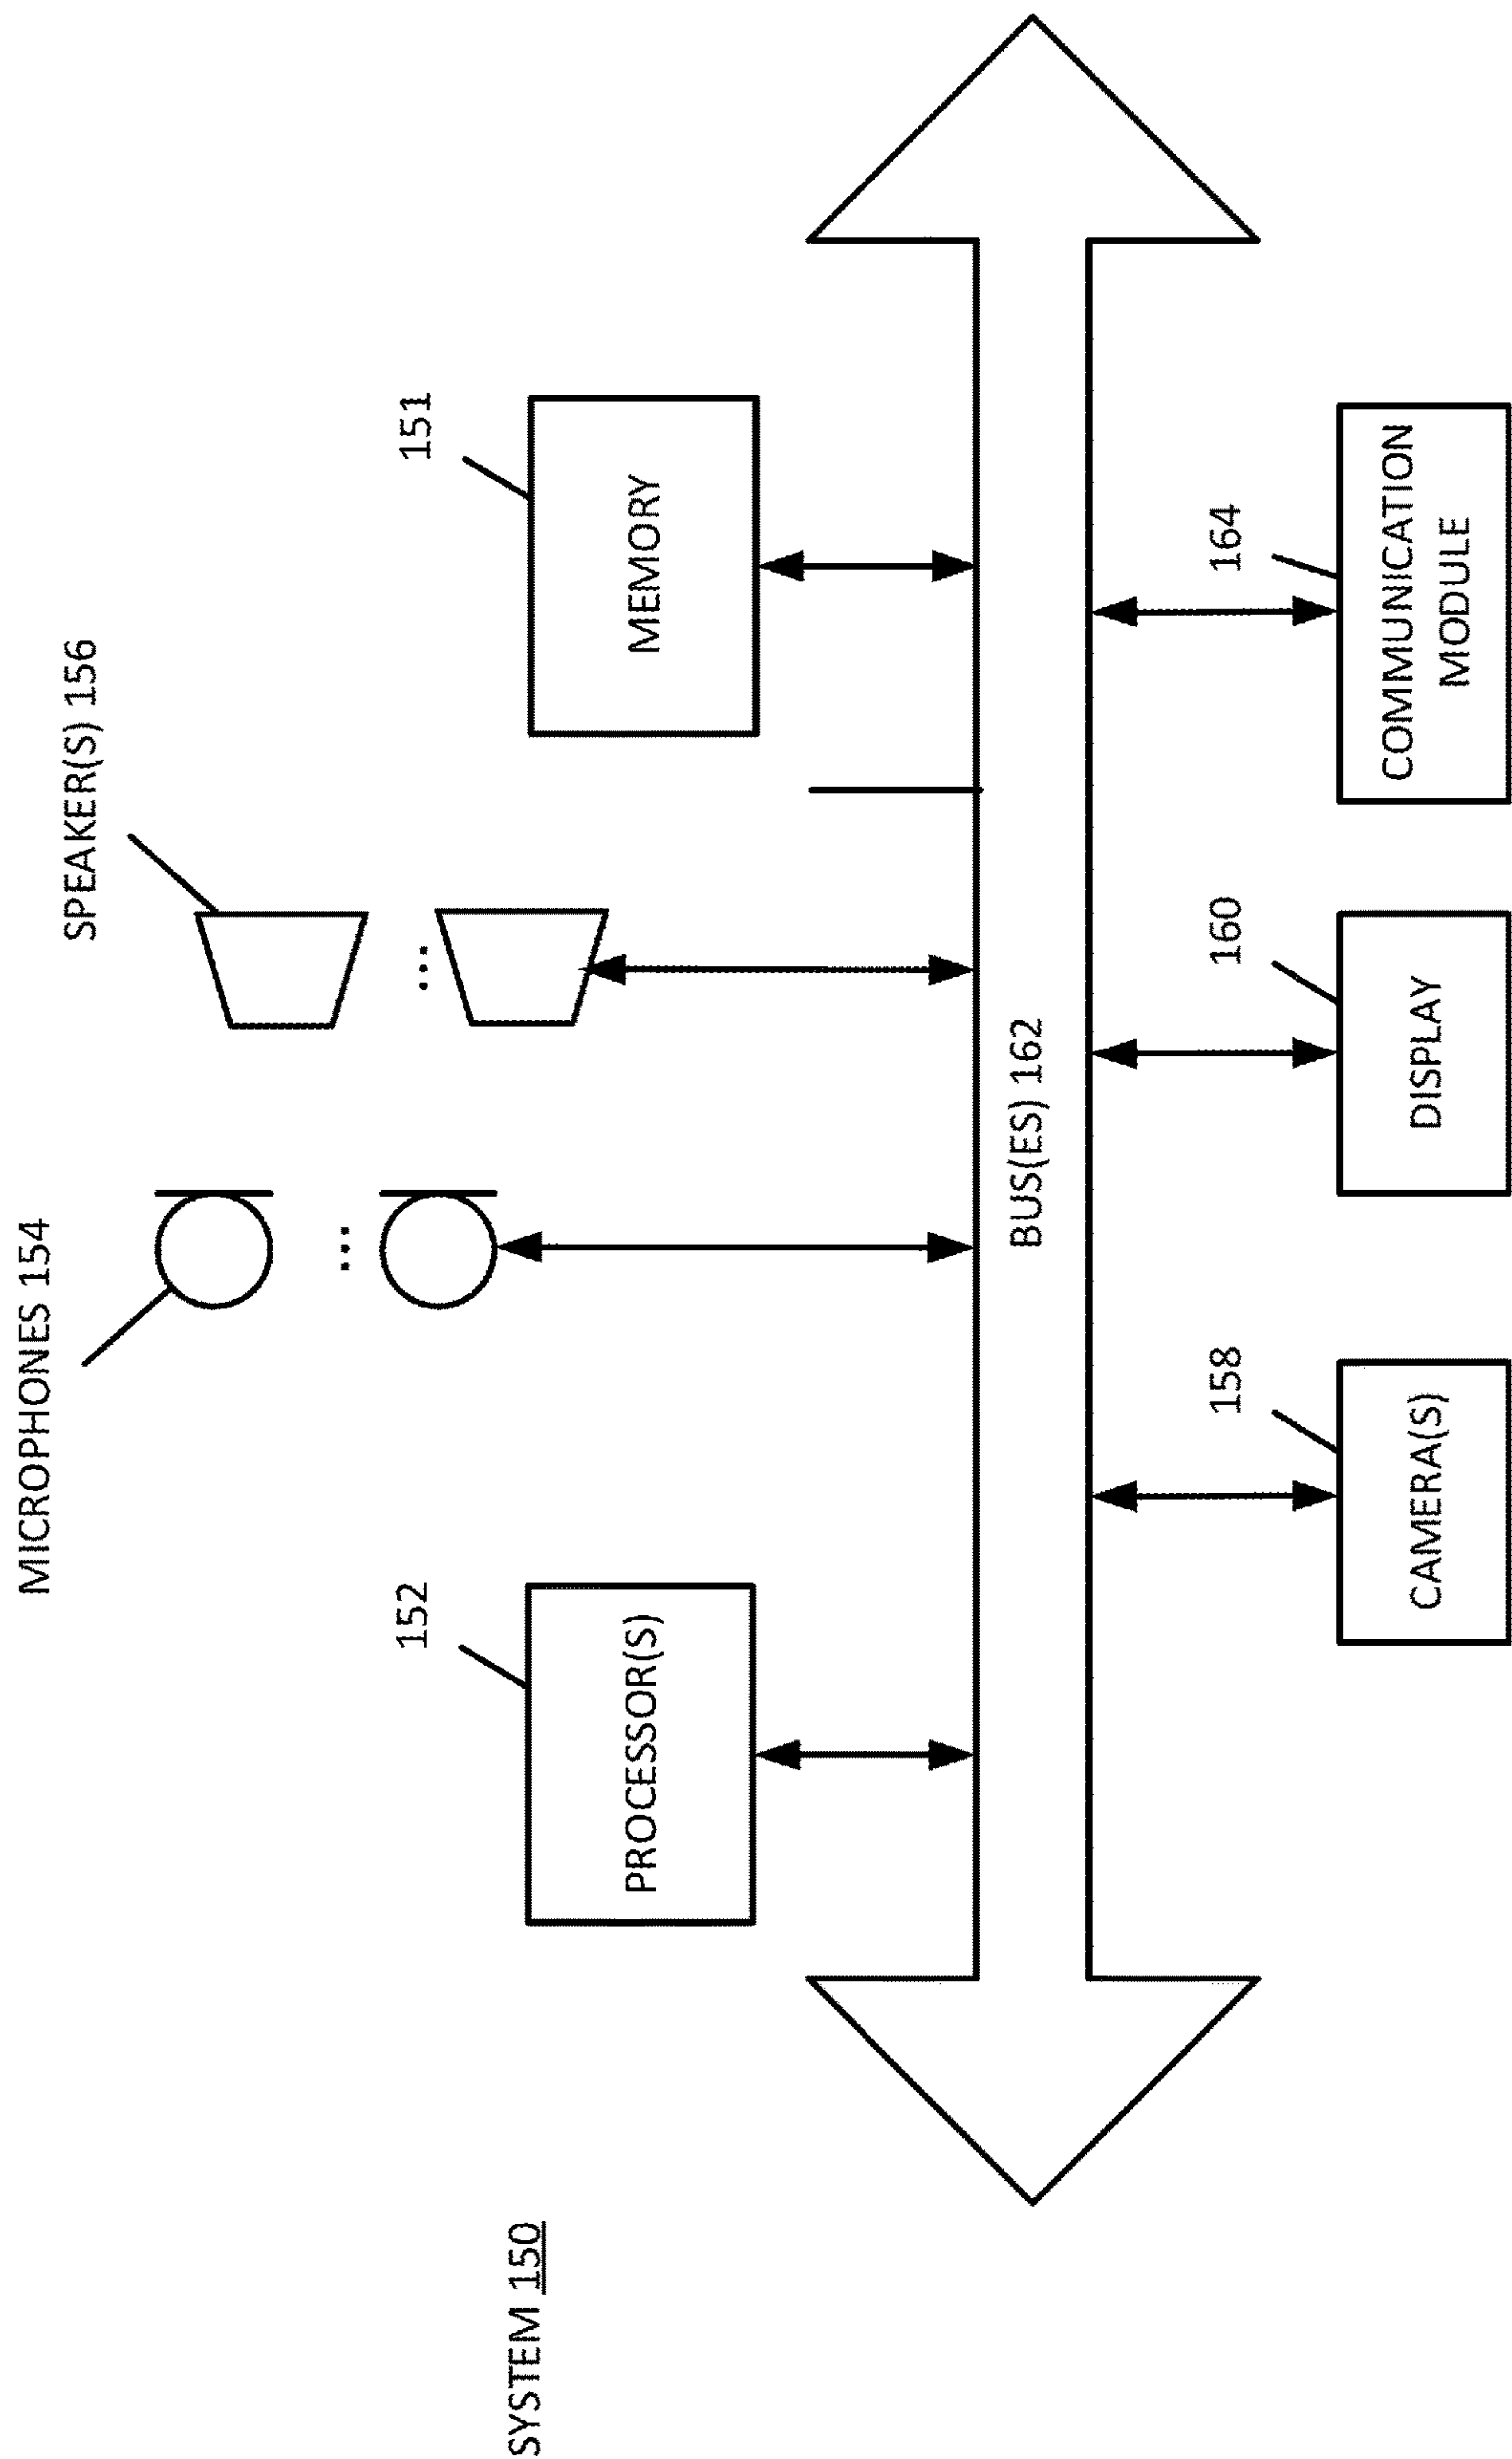 SYSTEM 150
MICROPHONES 154
SPEAKER(S) 156
152
151
PROCESSOR(S)
MEMORY
...
...
BUS(ES) 162
158
160
164
CAMERA(S)
DISPLAY
COMMUNICATION
MODULE